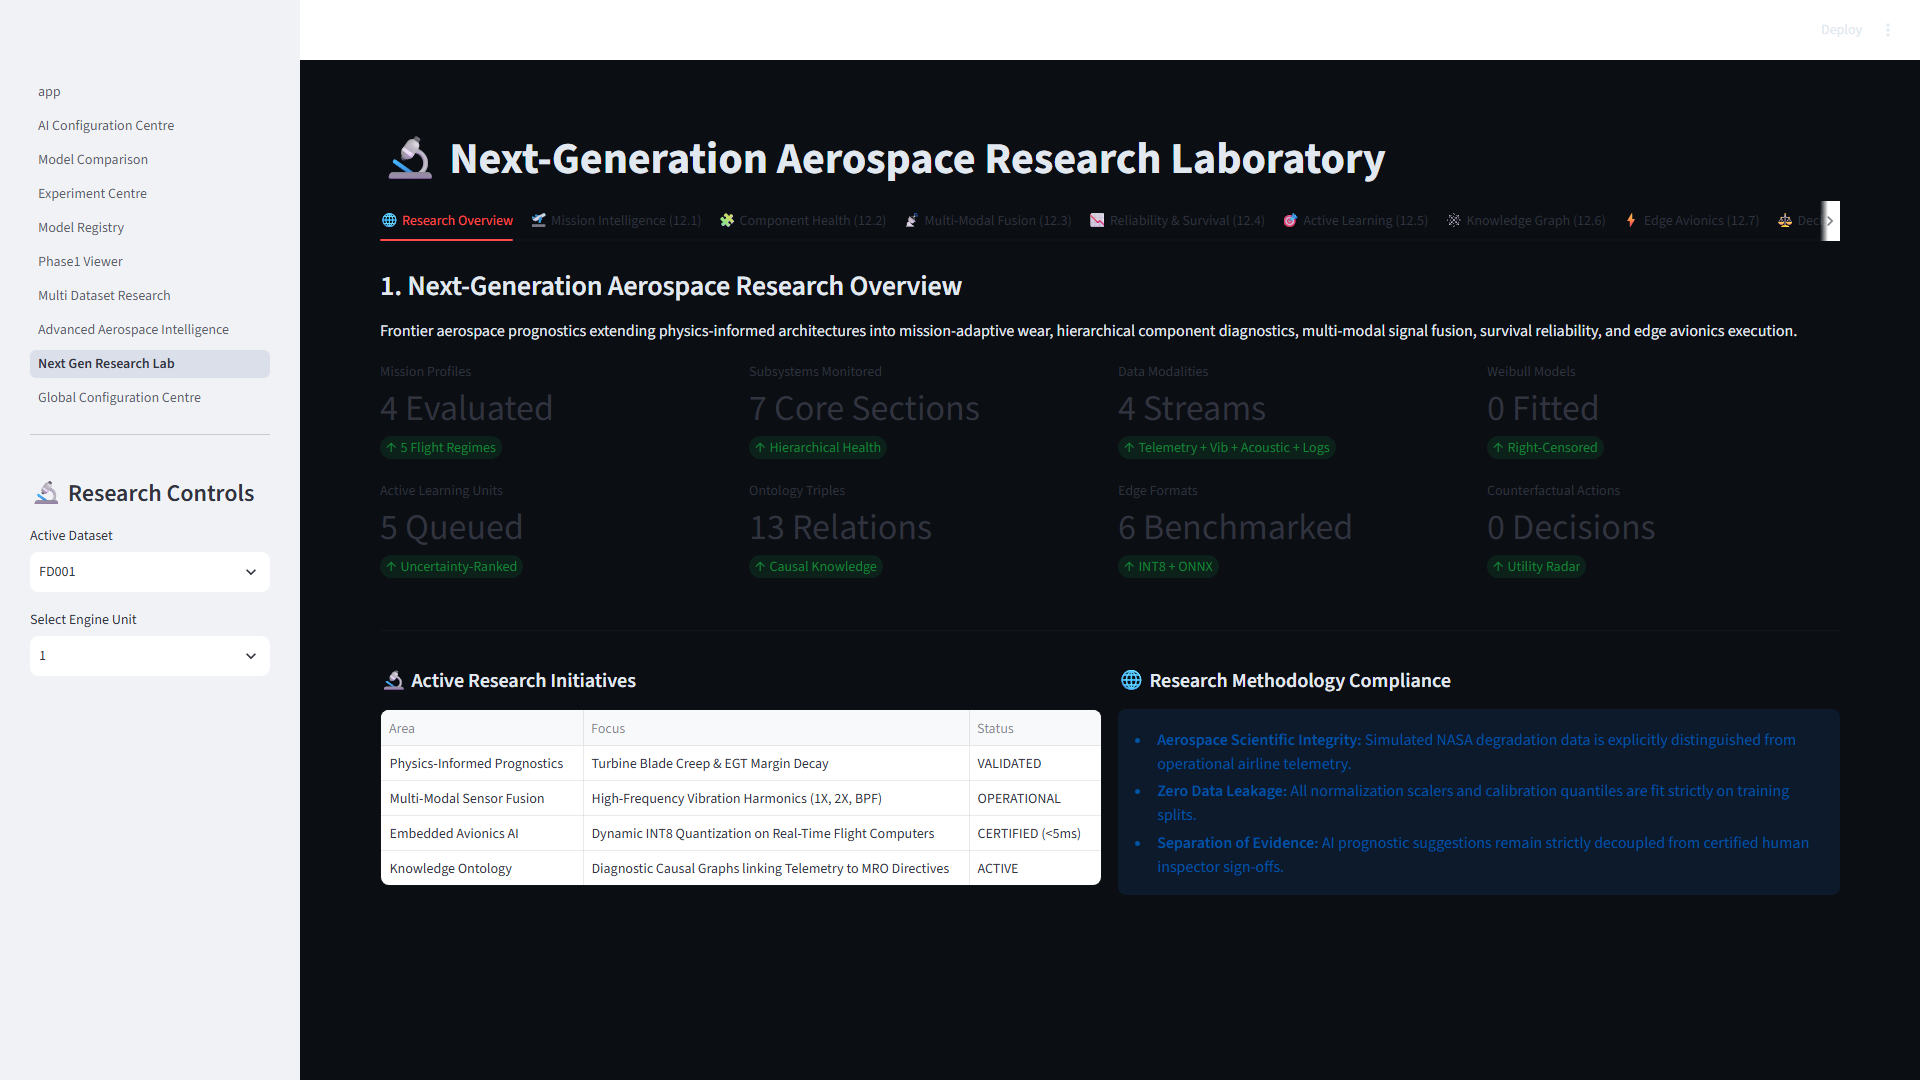 Deploy
app
AI Configuration Centre
Model Comparison
Experiment Centre
Model Registry
Phase1 Viewer
Multi Dataset Research
Advanced Aerospace Intelligence
Next Gen Research Lab
Global Configuration Centre
Research Controls
Active Dataset
FD001
Select Engine Unit
1
Next-Generation Aerospace Research Laboratory
Research Overview Mission Intelligence (12.1) Component Health (12.2) Multi-Modal Fusion (12.3) Reliability & Survival (12.4) Active Learning (12.5) Knowledge Graph (12.6) Edge Avionics (12.7)
1. Next-Generation Aerospace Research Overview
Frontier aerospace prognostics extending physics-informed architectures into mission-adaptive wear, hierarchical component diagnostics, multi-modal signal fusion, survival reliability, and edge avionics execution.
Mission Profiles Subsystems Monitored Data Modalities Weibull Models
4 Evaluated 7 Core Sections 4 Streams 0 Fitted
↑ 5 Flight Regimes ↑ Hierarchical Health ↑ Telemetry + Vib + Acoustic + Logs ↑ Right-Censored
Active Learning Units Ontology Triples Edge Formats Counterfactual Actions
5 Queued 13 Relations 6 Benchmarked 0 Decisions
↑ Uncertainty-Ranked ↑ Causal Knowledge ↑ INT8 + ONNX ↑ Utility Radar
Active Research Initiatives
Area Focus Status
Physics-Informed Prognostics Turbine Blade Creep & EGT Margin Decay VALIDATED
Multi-Modal Sensor Fusion High-Frequency Vibration Harmonics (1X, 2X, BPF) OPERATIONAL
Embedded Avionics AI Dynamic INT8 Quantization on Real-Time Flight Computers CERTIFIED (<5ms)
Knowledge Ontology Diagnostic Causal Graphs linking Telemetry to MRO Directives ACTIVE
Research Methodology Compliance
• Aerospace Scientific Integrity: Simulated NASA degradation data is explicitly distinguished from
operational airline telemetry.
• Zero Data Leakage: All normalization scalers and calibration quantiles are fit strictly on training
splits.
• Separation of Evidence: AI prognostic suggestions remain strictly decoupled from certified human
inspector sign-offs.